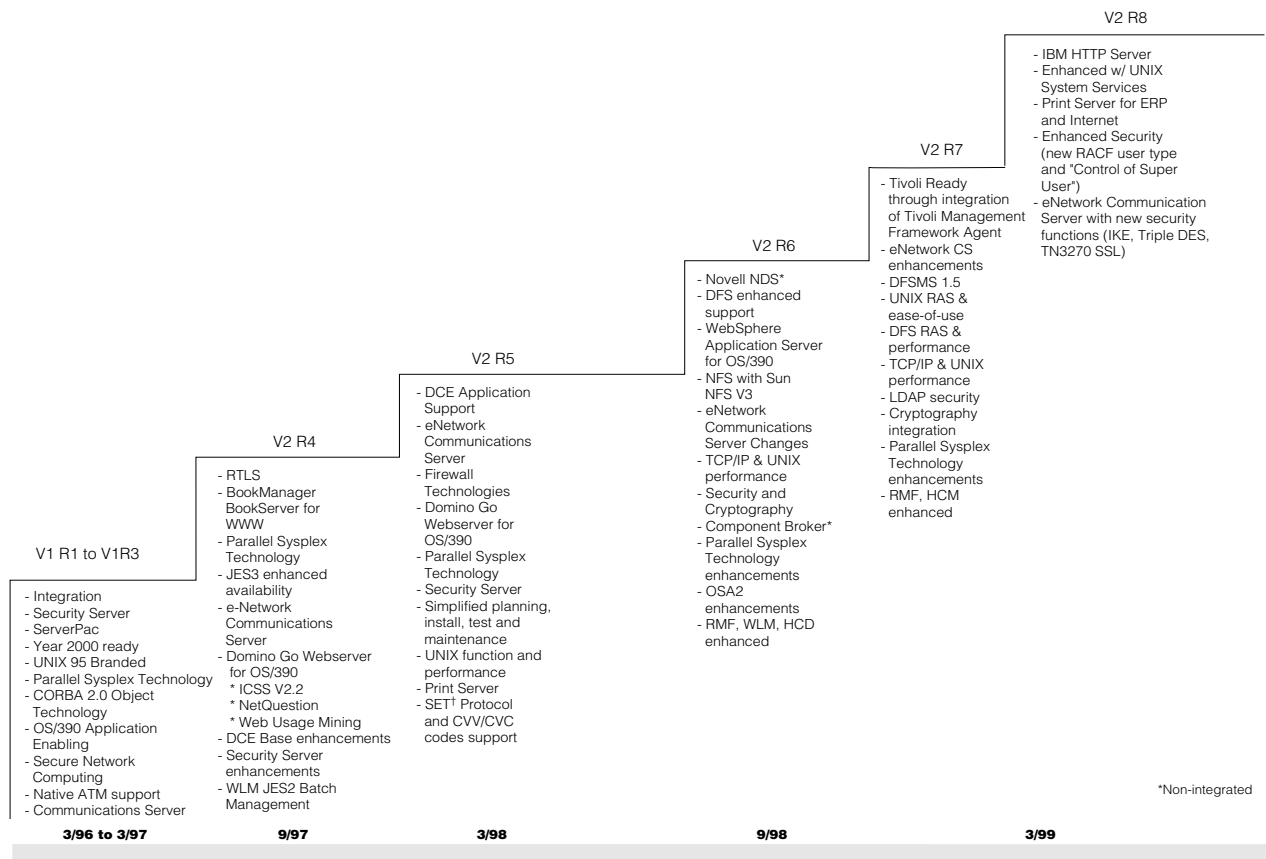 V1 R1 to V1R3
- Integration
- Security Server
- ServerPac
- Year 2000 ready
- UNIX 95 Branded
- Parallel Sysplex Technology
- CORBA 2.0 Object
Technology
- OS/390 Application
Enabling
- Secure Network
Computing
- Native ATM support
- Communications Server
3/96 to 3/97
V2 R4
- RTLS
- BookManager
BookServer for
WWW
- Parallel Sysplex
Technology
- JES3 enhanced
availability
- e-Network
Communications
Server
- Domino Go Webserver
for OS/390
* ICSS V2.2
* NetQuestion
* Web Usage Mining
- DCE Base enhancements
- Security Server
enhancements
- WLM JES2 Batch
Management
9/97
V2 R5
- DCE Application
Support
- eNetwork
Communications
Server
- Firewall
Technologies
- Domino Go
Webserver for
OS/390
- Parallel Sysplex
Technology
- Security Server
- Simplified planning,
install, test and
maintenance
- UNIX function and
performance
- Print Server
- SET† Protocol
and CVV/CVC
codes support
3/98
V2 R6
- Novell NDS*
- DFS enhanced
support
- WebSphere
Application Server
for OS/390
- NFS with Sun
NFS V3
- eNetwork
Communications
Server Changes
- TCP/IP & UNIX
performance
- Security and
Cryptography
- Component Broker*
- Parallel Sysplex
Technology
enhancements
- OSA2
enhancements
- RMF, WLM, HCD
enhanced
9/98
V2 R7
- Tivoli Ready
through integration
of Tivoli Management
Framework Agent
- eNetwork CS
enhancements
- DFSMS 1.5
- UNIX RAS &
ease-of-use
- DFS RAS &
performance
- TCP/IP & UNIX
performance
- LDAP security
- Cryptography
integration
- Parallel Sysplex
Technology
enhancements
- RMF, HCM
enhanced
V2 R8
- IBM HTTP Server
- Enhanced w/ UNIX
System Services
- Print Server for ERP
and Internet
- Enhanced Security
(new RACF user type
and "Control of Super
User")
- eNetwork Communication
Server with new security
functions (IKE, Triple DES,
TN3270 SSL)
*Non-integrated
3/99